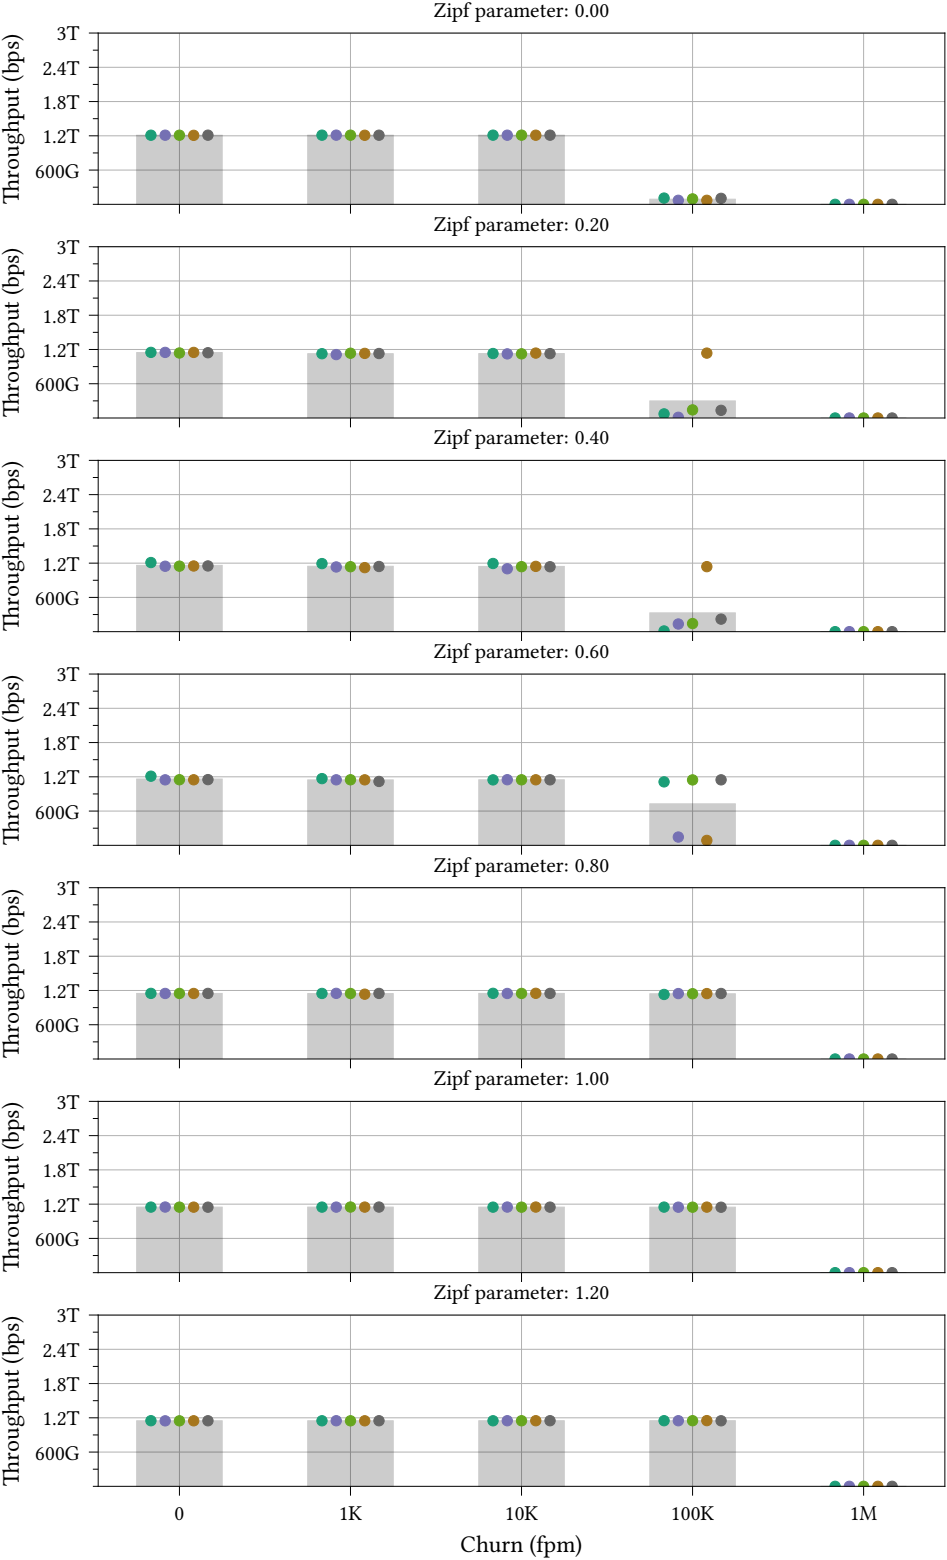 Zipf parameter: 0.00
Throughput (bps)
3T
2.4T
1.8T
1.2T
600G
Zipf parameter: 0.20
Throughput (bps)
3T
2.4T
1.8T
1.2T
600G
Zipf parameter: 0.40
Throughput (bps)
3T
2.4T
1.8T
1.2T
600G
Zipf parameter: 0.60
Throughput (bps)
3T
2.4T
1.8T
1.2T
600G
Zipf parameter: 0.80
Throughput (bps)
3T
2.4T
1.8T
1.2T
600G
Zipf parameter: 1.00
Throughput (bps)
3T
2.4T
1.8T
1.2T
600G
Zipf parameter: 1.20
Throughput (bps)
3T
2.4T
1.8T
1.2T
600G
0 1K 10K 100K 1M
Churn (fpm)